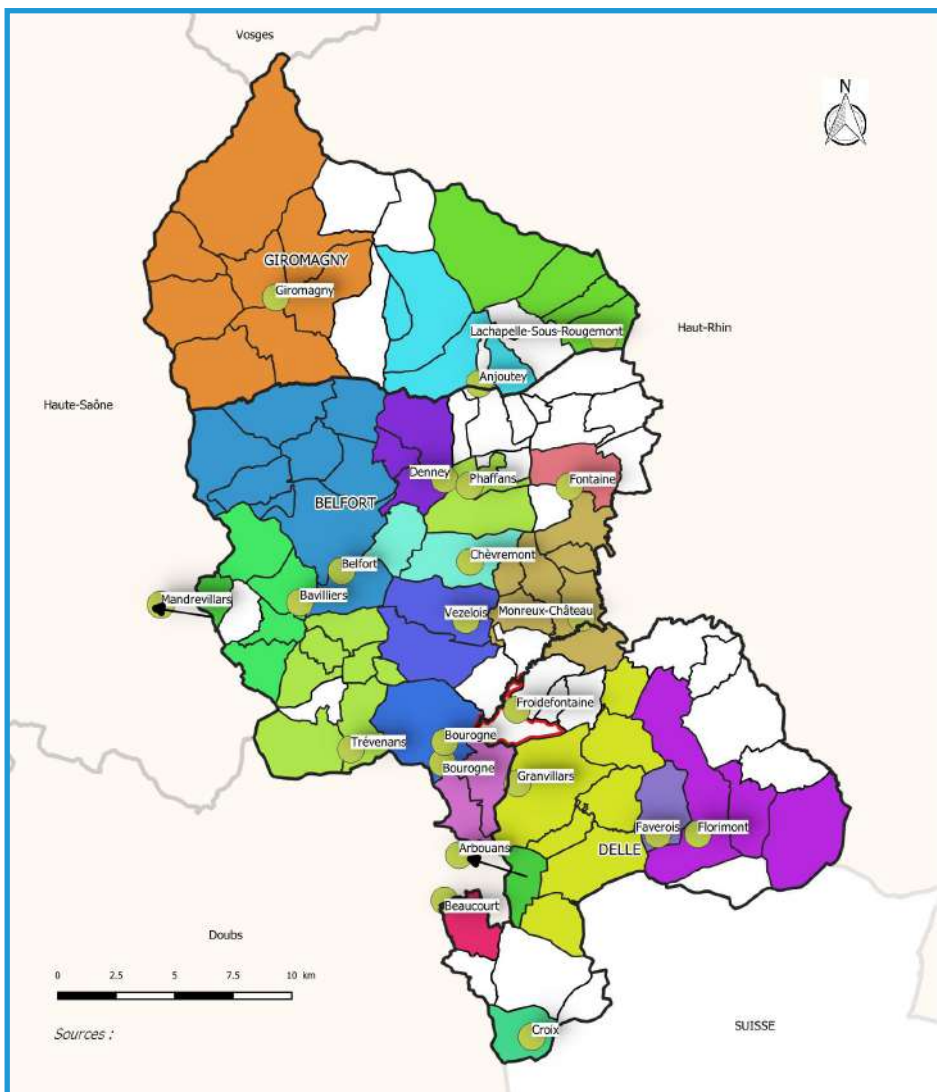 Vosges
N
GIROMAGNY
Giromagny
Lachapelle-Sous-Rougemont
Haut-Rhin
Anjoutey
Haute-Saône
Denney
Phaffans
Fontaine
BELFORT
Belfort
Chèvremont
Mandrevillars
Bavilliers
Vezelois
Monreux-Château
Froidefontaine
Trévenans
Bourogne
Bourogne
Granvillars
Faverois
Florimont
DELLE
Arbouans
Beaucourt
Doubs
0 2.5 5 7.5 10 km
Sources :
Croix
SUISSE